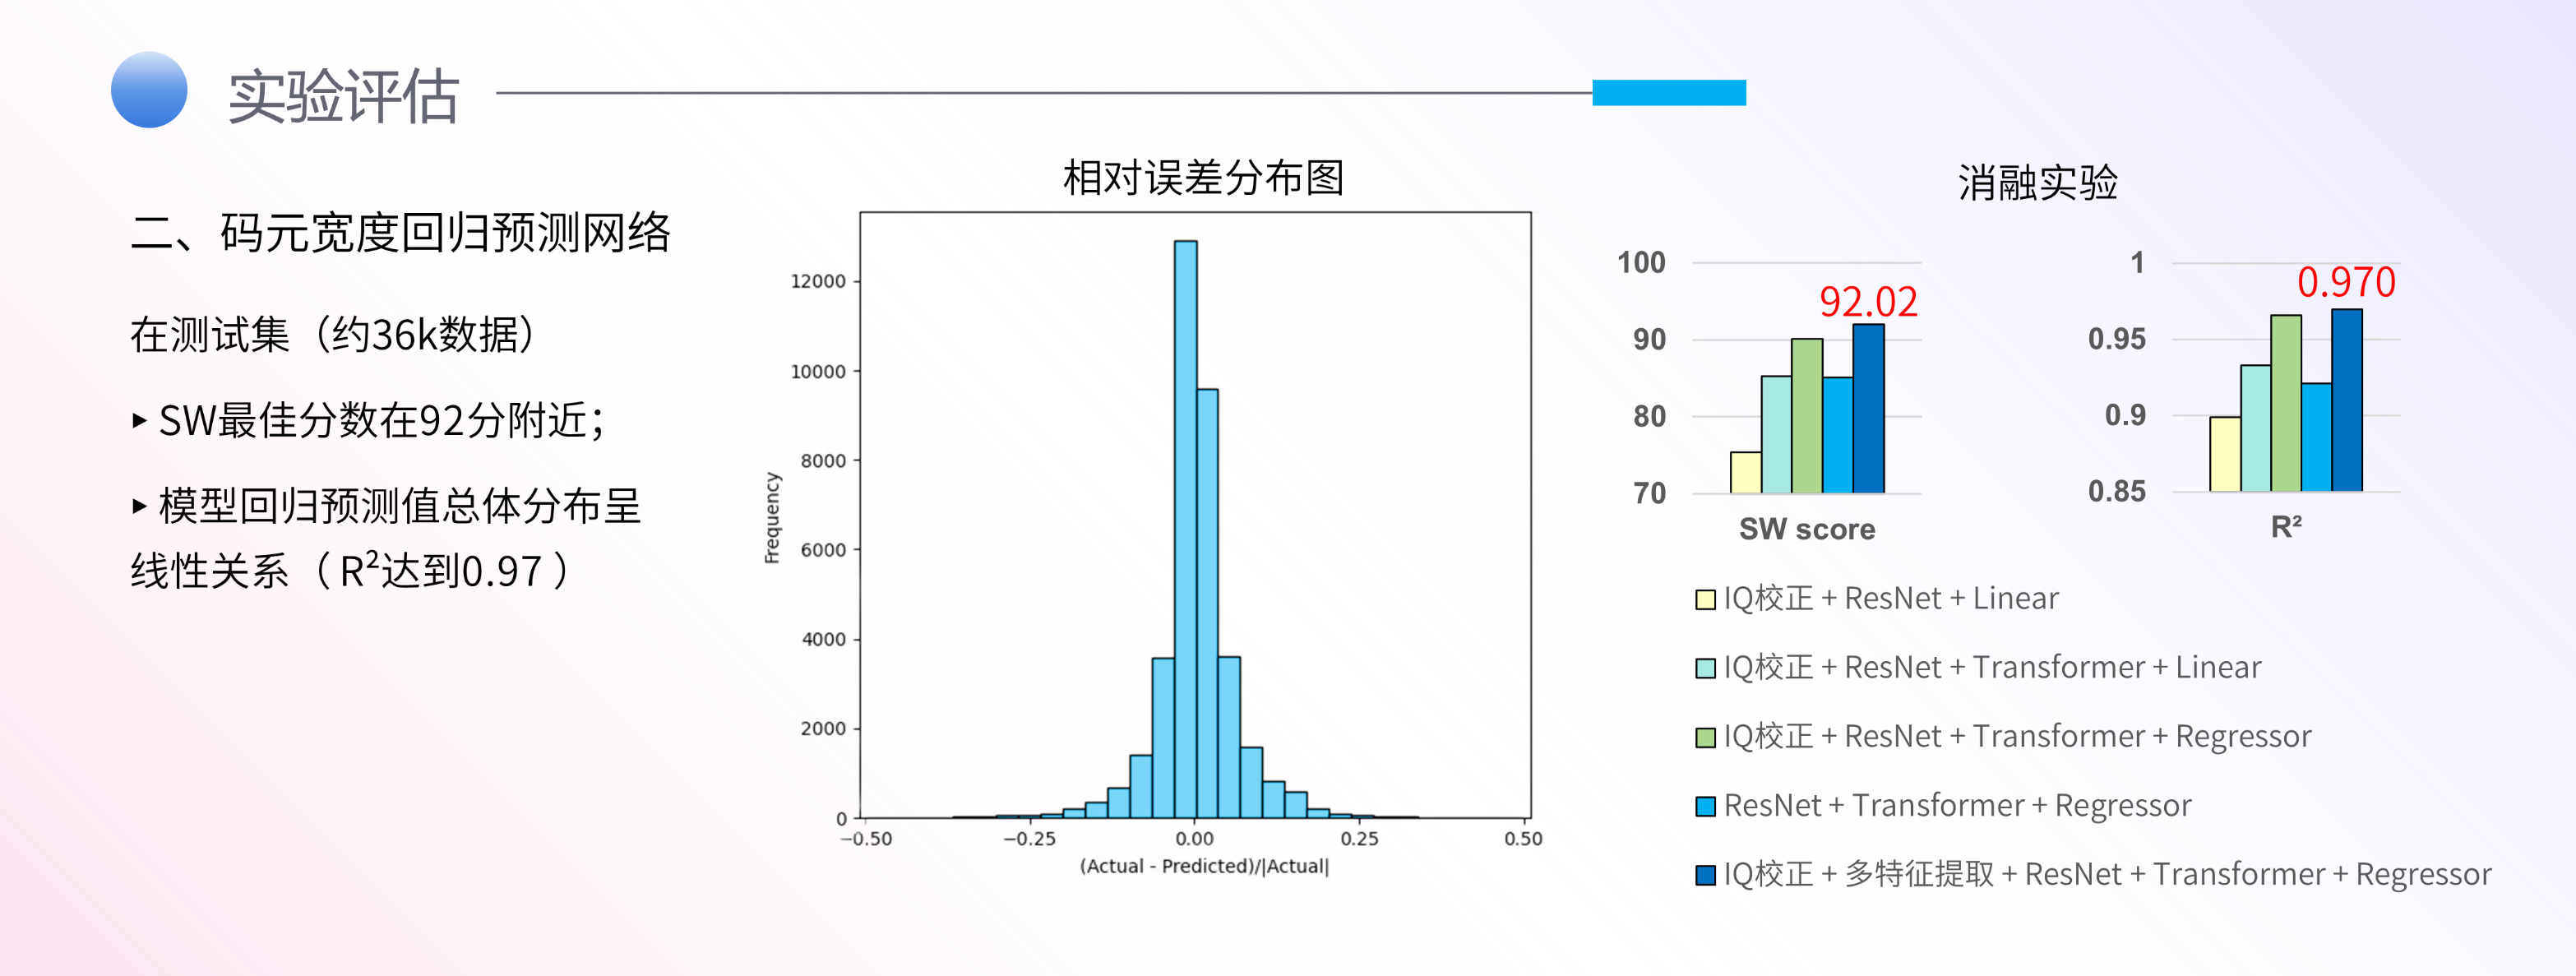 实验评估
二、码元宽度回归预测网络
在测试集（约36k数据）
▸ SW最佳分数在92分附近；
▸ 模型回归预测值总体分布呈
线性关系（ R²达到0.97 ）
相对误差分布图
Frequency
12000
10000
8000
6000
4000
2000
0
−0.50 −0.25 0.00 0.25 0.50
(Actual - Predicted)/|Actual|
消融实验
100
90
80
70
92.02
SW score
1
0.95
0.9
0.85
0.970
R²
IQ校正 + ResNet + Linear
IQ校正 + ResNet + Transformer + Linear
IQ校正 + ResNet + Transformer + Regressor
ResNet + Transformer + Regressor
IQ校正 + 多特征提取 + ResNet + Transformer + Regressor